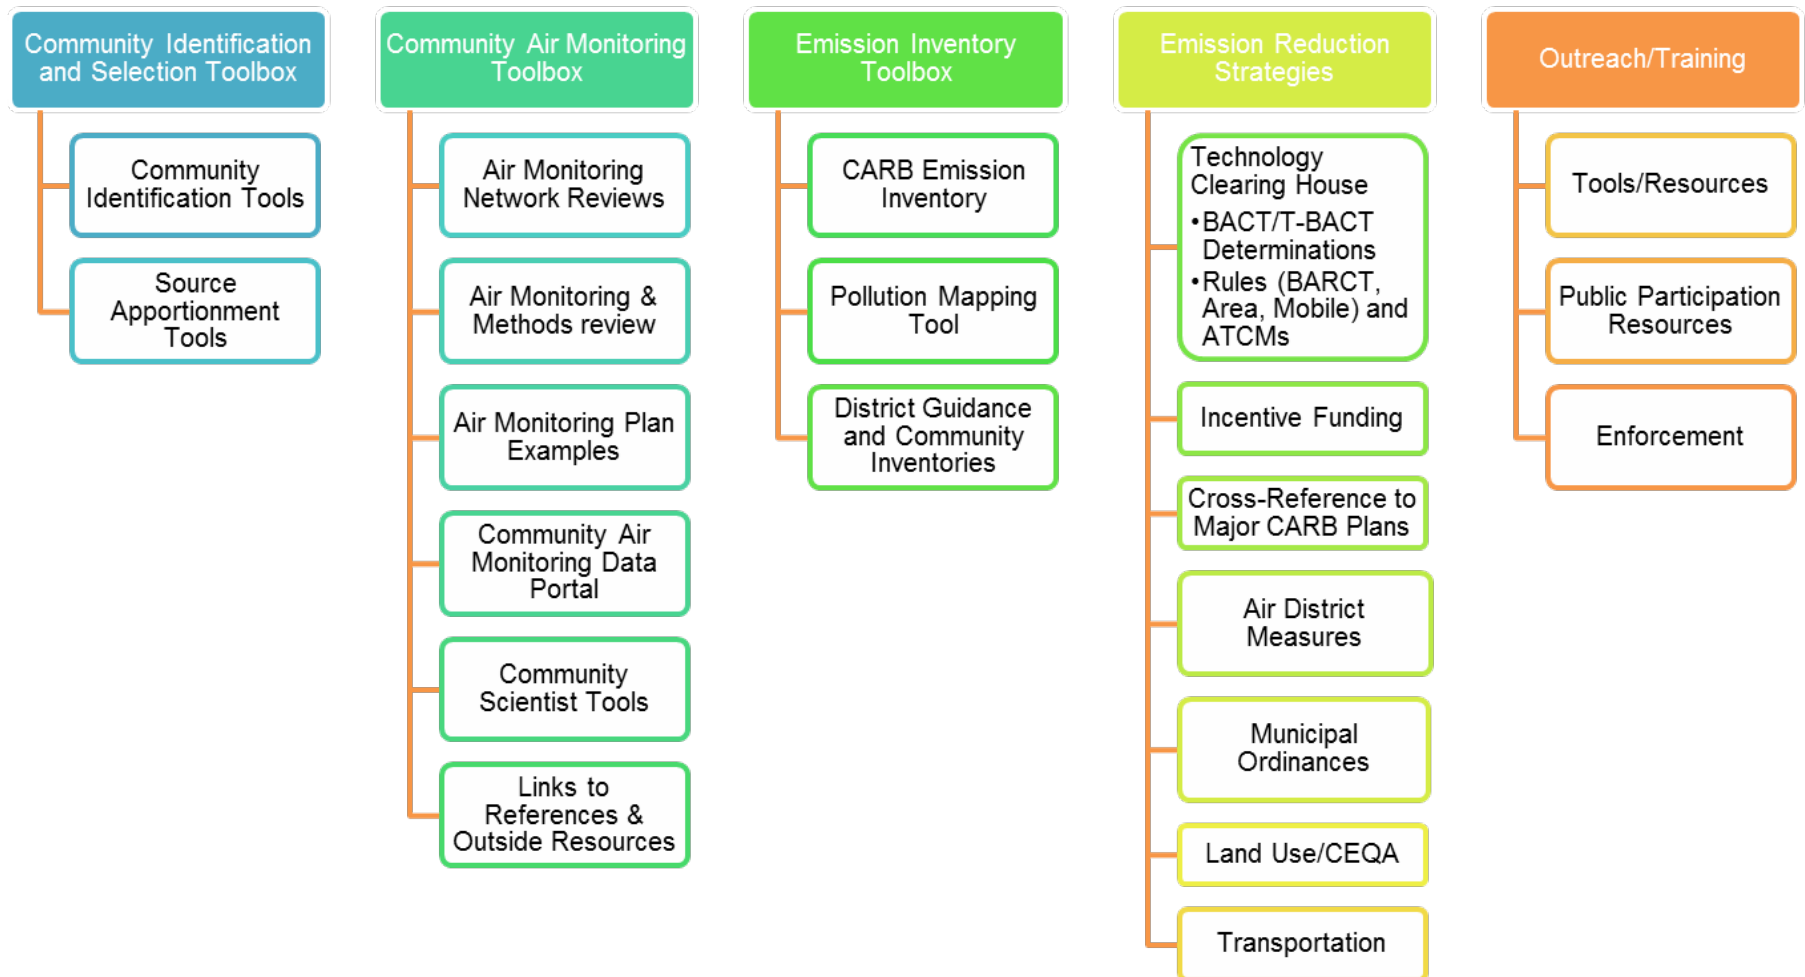 Community Identification
and Selection Toolbox
Community Identification Tools
Source
Apportionment
Tools
Community Air Monitoring
Toolbox
Air Monitoring
Network Reviews
Air Monitoring &
Methods review
Air Monitoring Plan
Examples
Community Air
Monitoring Data
Portal
Community
Scientist Tools
Links to
References &
Outside Resources
Emission Inventory
Toolbox
CARB Emission
Inventory
Pollution Mapping
Tool
District Guidance
and Community
Inventories
Emission Reduction
Strategies
Technology
Clearing House
•BACT/T-BACT
Determinations
•Rules (BARCT,
Area, Mobile) and
ATCMs
Incentive Funding
Cross-Reference to
Major CARB Plans
Air District
Measures
Municipal
Ordinances
Land Use/CEQA
Transportation
Outreach/Training
Tools/Resources
Public Participation
Resources
Enforcement